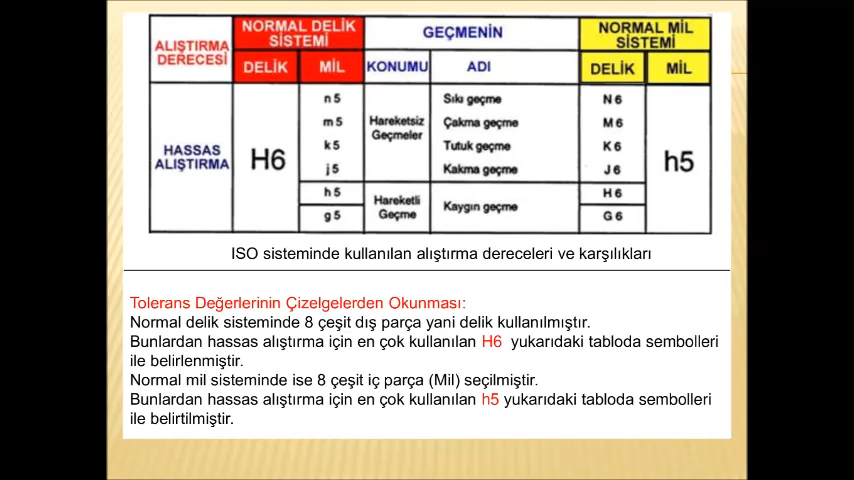 ALIŞTIRMA DERECESİ
NORMAL DELİK SİSTEMİ
GEÇMENİN
NORMAL MİL SİSTEMİ
DELİK MİL KONUMU ADI DELİK MİL
HASSAS ALIŞTIRMA
H6
n 5 Hareketsiz Geçmeler Sıkı geçme N 6
m 5 Çakma geçme M 6
k 5 Tutuk geçme K 6
j 5 Kakma geçme J 6
h5
h 5 Hareketli Geçme Kaygın geçme H 6
g 5 G 6
ISO sisteminde kullanılan alıştırma dereceleri ve karşılıkları
Tolerans Değerlerinin Çizelgelerden Okunması:
Normal delik sisteminde 8 çeşit dış parça yani delik kullanılmıştır.
Bunlardan hassas alıştırma için en çok kullanılan H6 yukarıdaki tabloda sembolleri
ile belirlenmiştir.
Normal mil sisteminde ise 8 çeşit iç parça (Mil) seçilmiştir.
Bunlardan hassas alıştırma için en çok kullanılan h5 yukarıdaki tabloda sembolleri
ile belirtilmiştir.